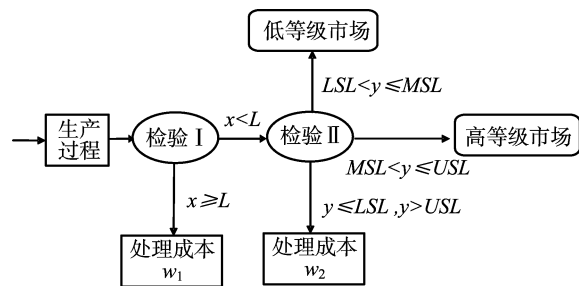 低等级市场
LSL<y≤MSL
生产
过程
检验Ⅰ
x<L
检验Ⅱ
高等级市场
MSL<y≤USL
x≥L
y≤LSL ,y>USL
处理成本
w₁
处理成本
w₂